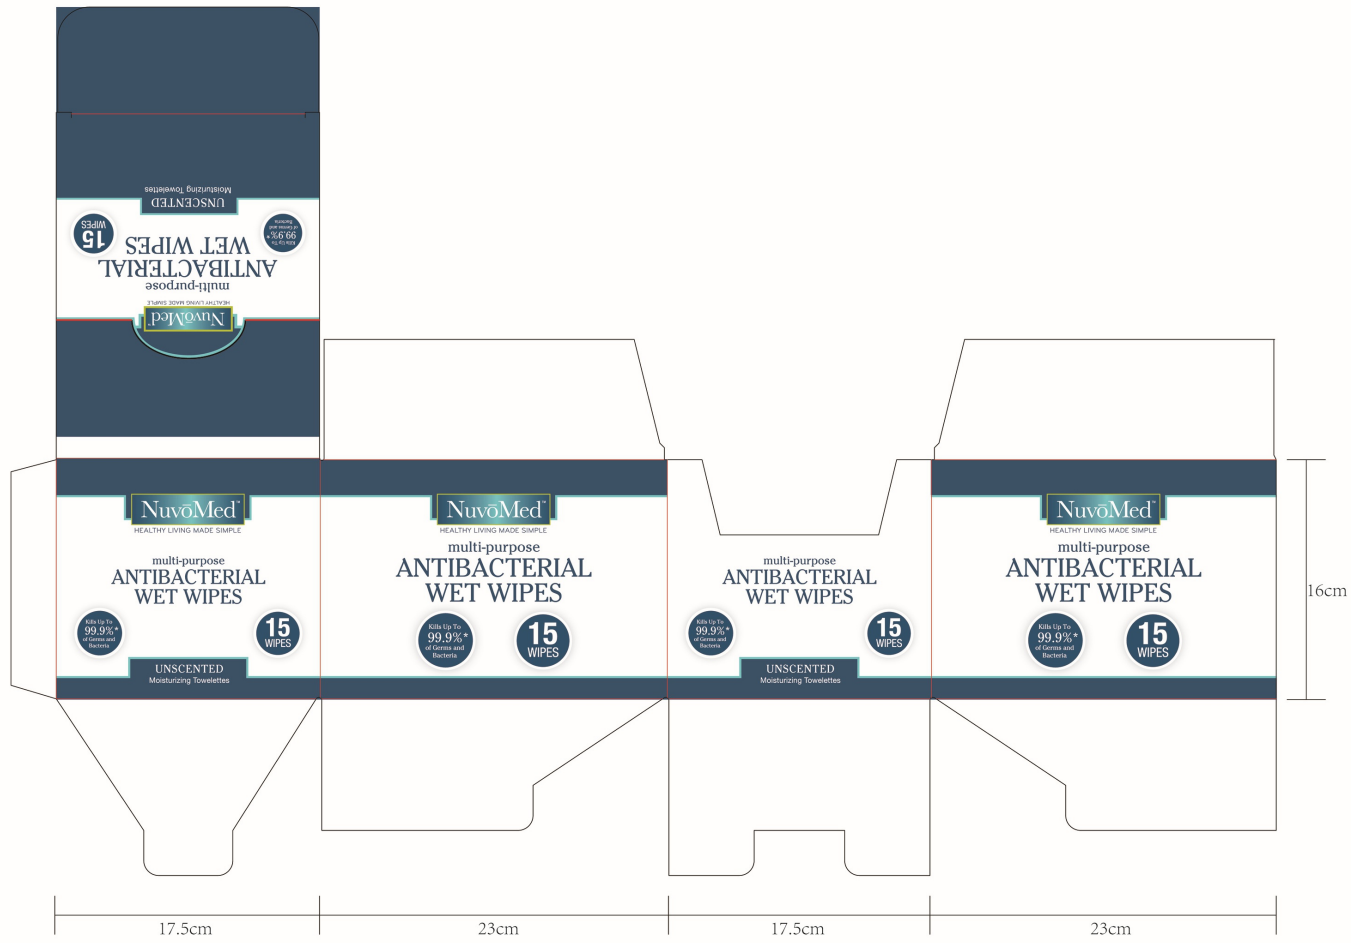 Moisturizing Towelettes
UNSCENTED
15
WIPES
Kills Up To
99.9%*
of Germs and
Bacteria
WET WIPES
ANTIBACTERIAL
multi-purpose
HEALTHY LIVING MADE SIMPLE
NuvōMed™
NuvōMed™
HEALTHY LIVING MADE SIMPLE
multi-purpose
ANTIBACTERIAL
WET WIPES
Kills Up To
99.9%*
of Germs and
Bacteria
15
WIPES
UNSCENTED
Moisturizing Towelettes
NuvōMed™
HEALTHY LIVING MADE SIMPLE
multi-purpose
ANTIBACTERIAL
WET WIPES
Kills Up To
99.9%*
of Germs and
Bacteria
15
WIPES
multi-purpose
ANTIBACTERIAL
WET WIPES
Kills Up To
99.9%*
of Germs and
Bacteria
15
WIPES
UNSCENTED
Moisturizing Towelettes
NuvōMed™
HEALTHY LIVING MADE SIMPLE
multi-purpose
ANTIBACTERIAL
WET WIPES
Kills Up To
99.9%*
of Germs and
Bacteria
15
WIPES
16cm
17.5cm
23cm
17.5cm
23cm